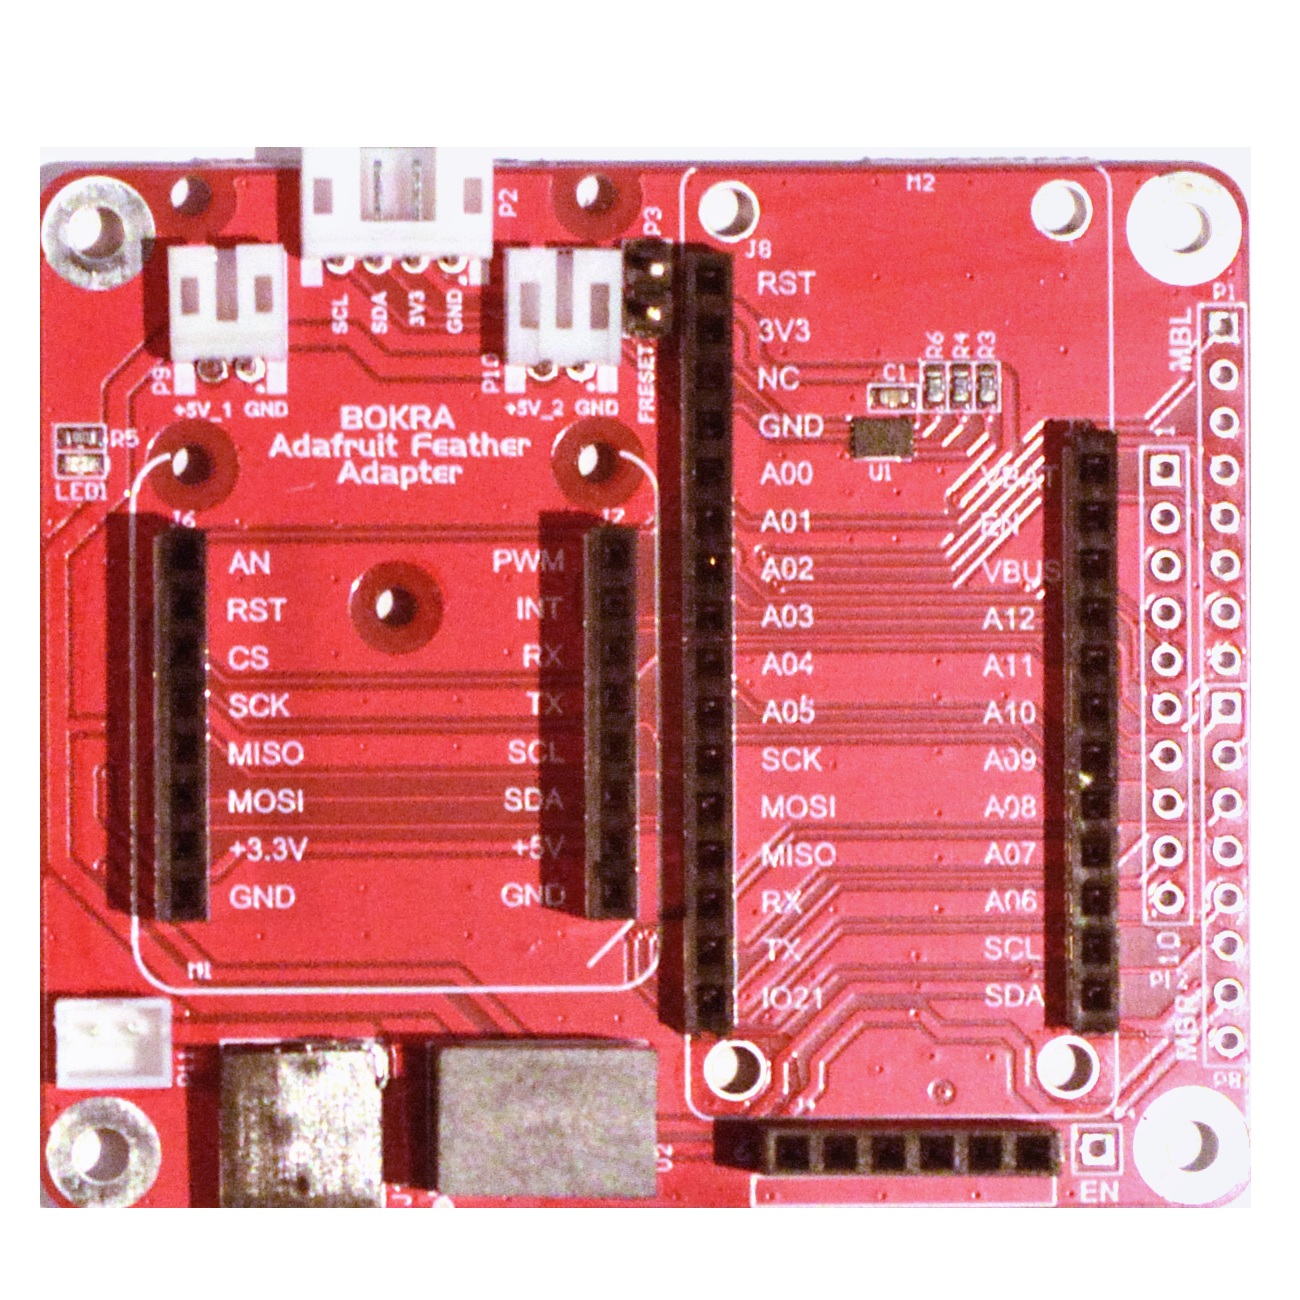 M2
P2
P3
J8
P1
MBL
SCL
SDA
3V3
GND
P9
P10
+5V_1 GND
+5V_2 GND
FRESET
BOKRA
Adafruit Feather
Adapter
R5
LED1
C1
R6
R4
R3
U1
J6
J7
AN
RST
CS
SCK
MISO
MOSI
+3.3V
GND
PWM
INT
RX
TX
SCL
SDA
+5V
GND
RST
3V3
NC
GND
A00
A01
A02
A03
A04
A05
SCK
MOSI
MISO
RX
TX
IO21
VBAT
EN
VBUS
A12
A11
A10
A09
A08
A07
A06
SCL
SDA
1
10
P12
MBR
P8
M1
U2
EN